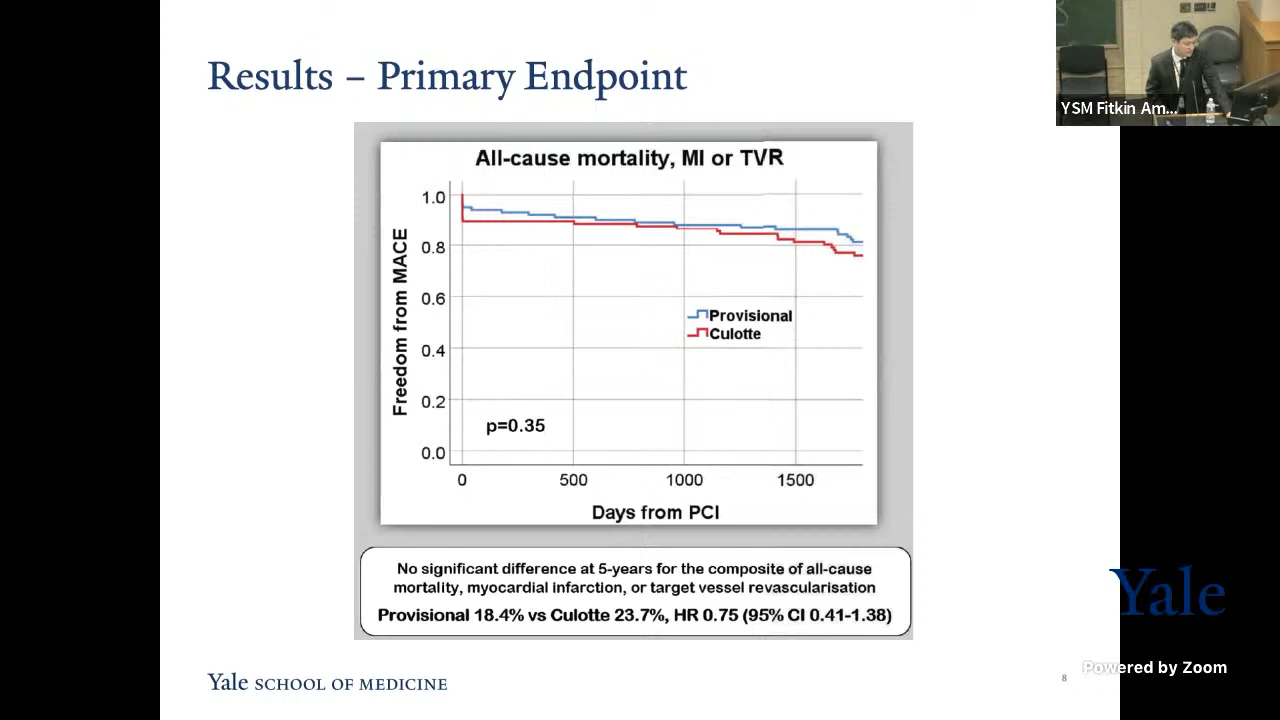 Results – Primary Endpoint
YSM Fitkin Am...
All-cause mortality, MI or TVR
Freedom from MACE
1.0
0.8
0.6
0.4
0.2
0.0
Provisional
Culotte
p=0.35
0 500 1000 1500
Days from PCI
No significant difference at 5-years for the composite of all-cause
mortality, myocardial infarction, or target vessel revascularisation
Provisional 18.4% vs Culotte 23.7%, HR 0.75 (95% CI 0.41-1.38)
Yale
Powered by Zoom
Yale SCHOOL OF MEDICINE
8